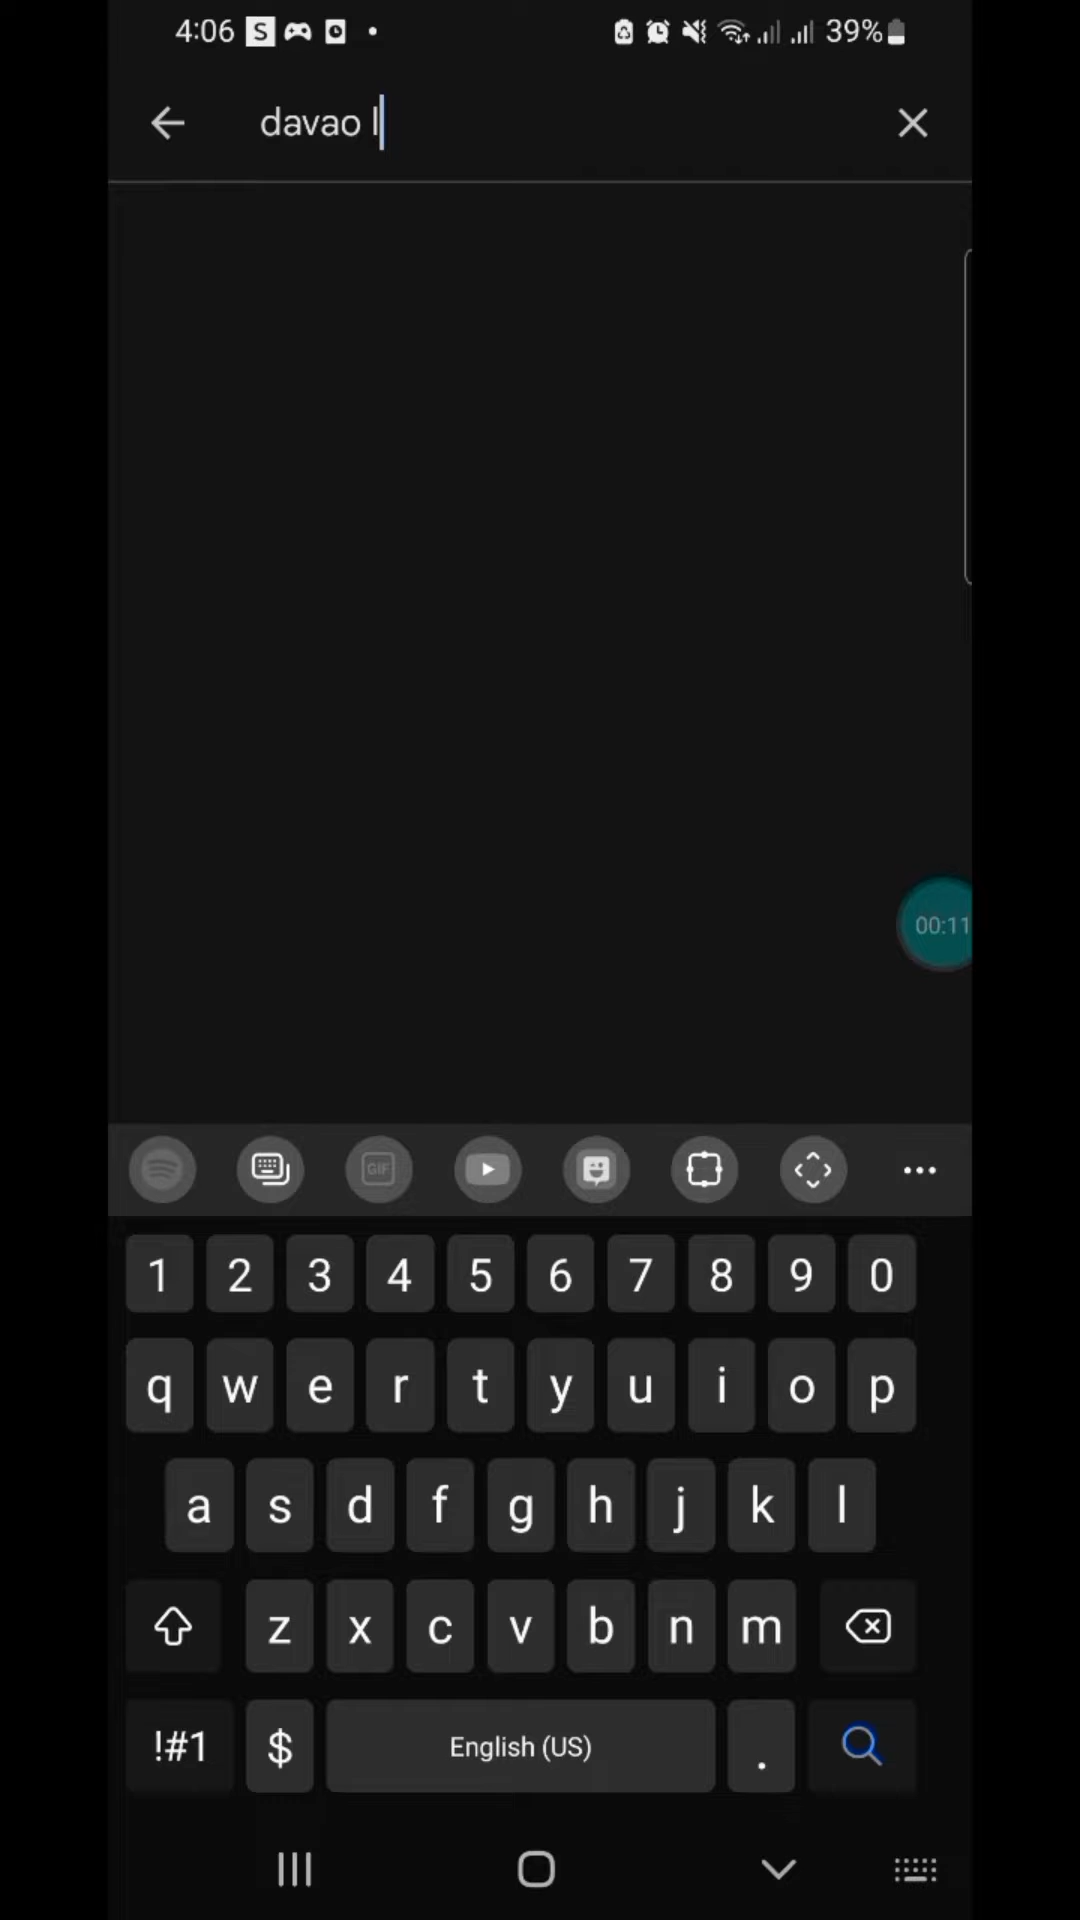 4:06 S 39%
davao l
00:11
GIF
1 2 3 4 5 6 7 8 9 0
q w e r t y u i o p
a s d f g h j k l
z x c v b n m
!#1 $ English (US) .